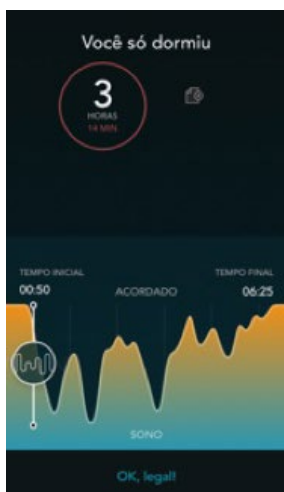 Você só dormiu
3
HORAS
14 MIN
TEMPO INICIAL
TEMPO FINAL
00:50
ACORDADO
06:25
SONO
OK, legal!